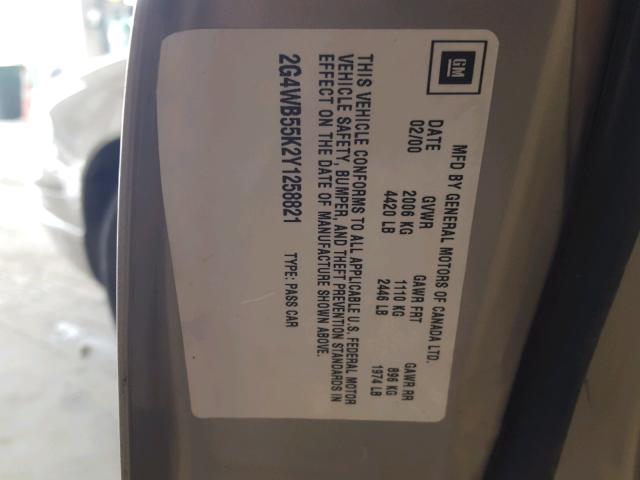 GM
MFD BY GENERAL MOTORS OF CANADA LTD.
DATE GVWR GAWR FRT GAWR RR
02/00 2006 KG 1110 KG 896 KG
4420 LB 2446 LB 1974 LB
THIS VEHICLE CONFORMS TO ALL APPLICABLE U.S. FEDERAL MOTOR
VEHICLE SAFETY, BUMPER, AND THEFT PREVENTION STANDARDS IN
EFFECT ON THE DATE OF MANUFACTURE SHOWN ABOVE.
2G4WB55K2Y1258821 TYPE: PASS CAR